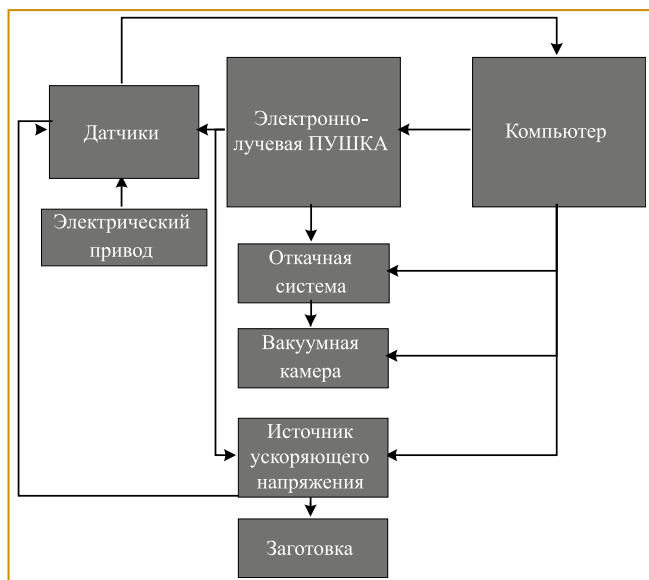 Датчики
Электронно-
лучевая ПУШКА
Компьютер
Электрический
привод
Откачная
система
Вакуумная
камера
Источник
ускоряющего
напряжения
Заготовка